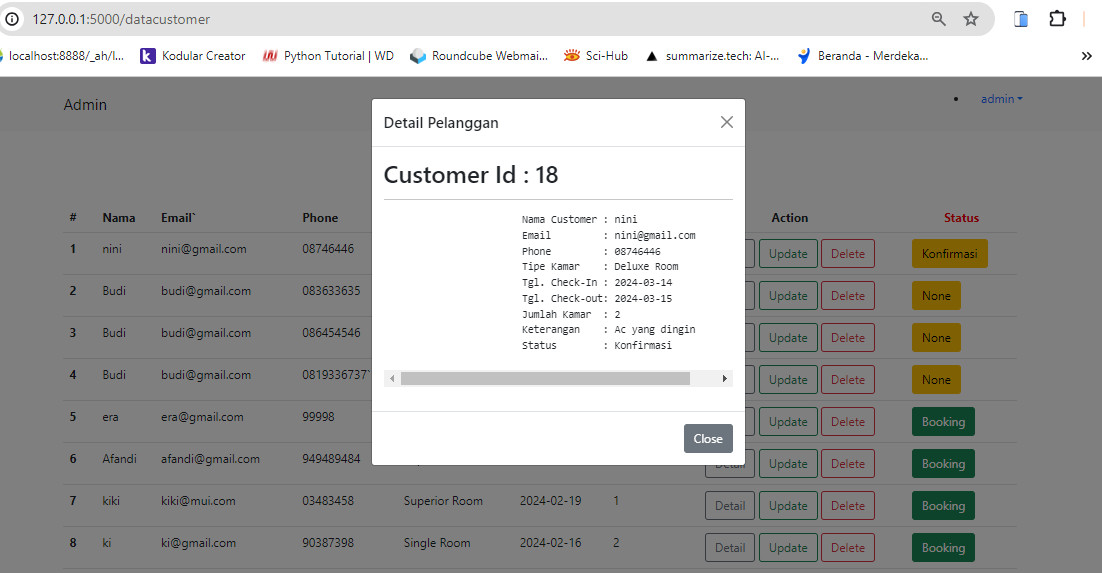 127.0.0.1:5000/datacustomer
localhost:8888/_ah/l... Kodular Creator Python Tutorial | WD Roundcube Webmai... Sci-Hub summarize.tech: AI-... Beranda - Merdeka... »
Admin
admin
Detail Pelanggan
Customer Id : 18
Nama Customer : nini
Email : nini@gmail.com
Phone : 08746446
Tipe Kamar : Deluxe Room
Tgl. Check-In : 2024-03-14
Tgl. Check-out: 2024-03-15
Jumlah Kamar : 2
Keterangan : Ac yang dingin
Status : Konfirmasi
Close
# Nama Email` Phone Action Status
1 nini nini@gmail.com 08746446 Update Delete Konfirmasi
2 Budi budi@gmail.com 083633635 Update Delete None
3 Budi budi@gmail.com 086454546 Update Delete None
4 Budi budi@gmail.com 0819336737 Update Delete None
5 era era@gmail.com 99998 Update Delete Booking
6 Afandi afandi@gmail.com 949489484 Detail Update Delete Booking
7 kiki kiki@mui.com 03483458 Superior Room 2024-02-19 1 Detail Update Delete Booking
8 ki ki@gmail.com 90387398 Single Room 2024-02-16 2 Detail Update Delete Booking